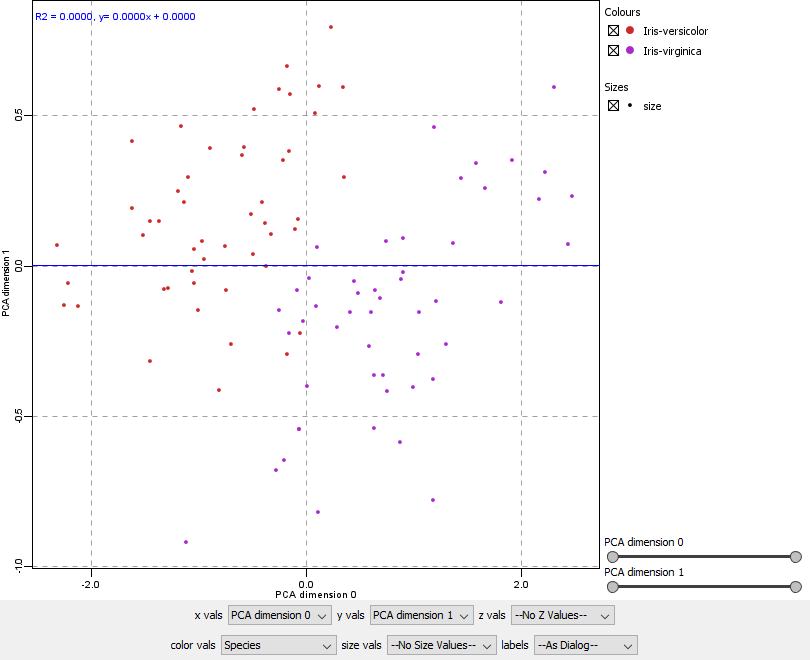 R2 = 0.0000, y= 0.0000x + 0.0000
Colours
Iris-versicolor
Iris-virginica
Sizes
size
0.5
0.0
-0.5
-1.0
PCA dimension 1
-2.0
0.0
2.0
PCA dimension 0
PCA dimension 0
PCA dimension 1
x vals PCA dimension 0 y vals PCA dimension 1 z vals --No Z Values--
color vals Species size vals --No Size Values-- labels --As Dialog--